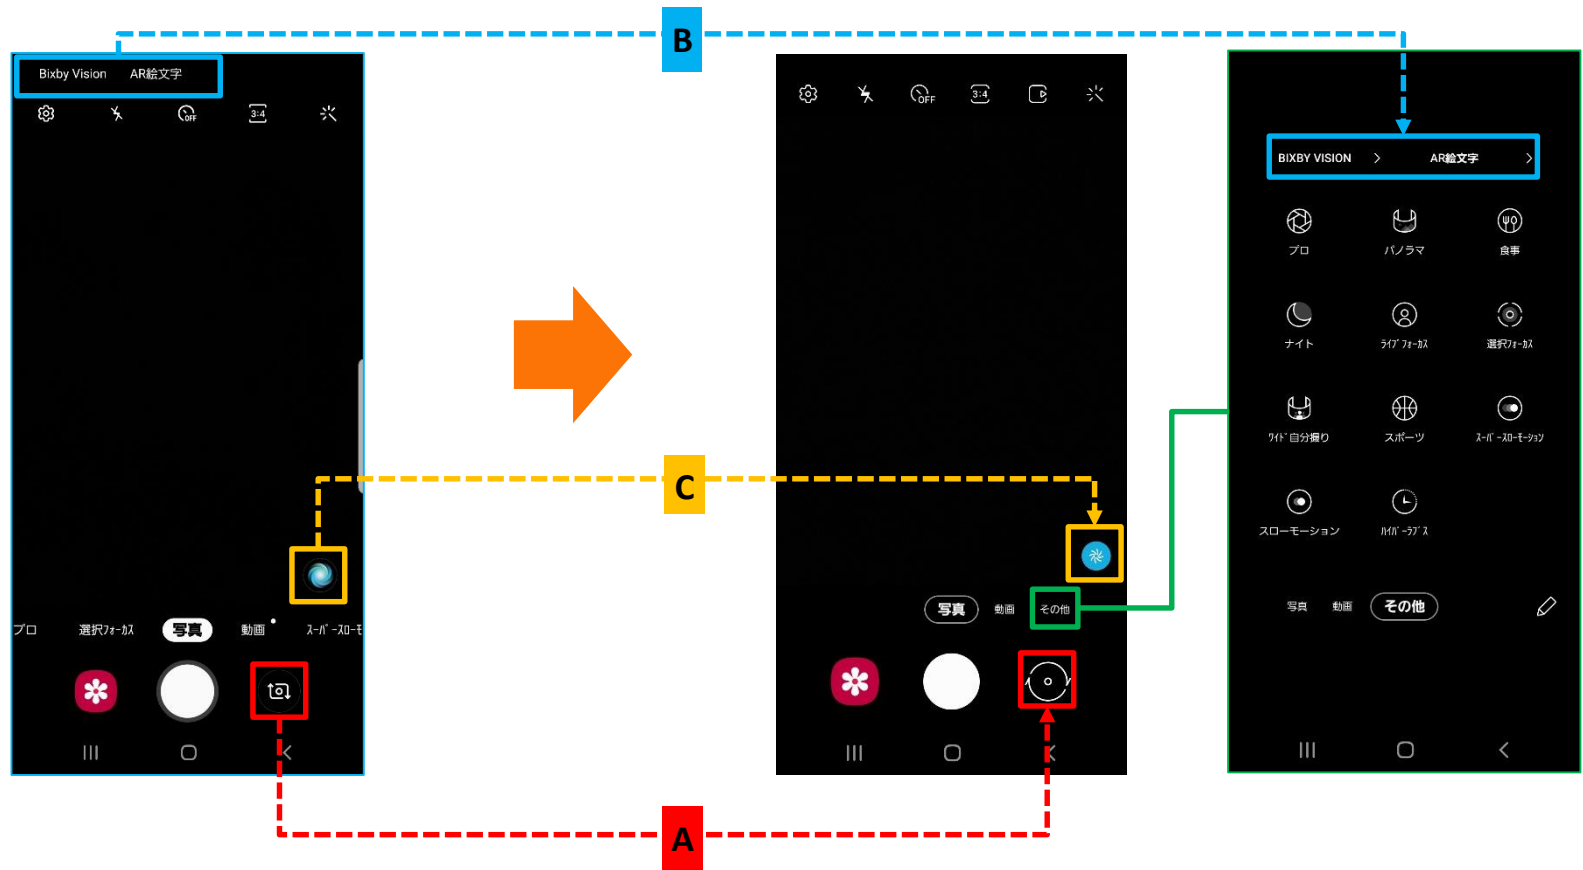 B
Bixby Vision AR絵文字
OFF 3:4
プロ 選択フォーカス 写真 動画 スーパースローモ
C
A
OFF 3:4
写真 動画 その他
BIXBY VISION AR絵文字
プロ パノラマ 食事
ナイト ライブフォーカス 選択フォーカス
ワイド自分撮り スポーツ スーパースローモーション
スローモーション ハイパーラプス
写真 動画 その他